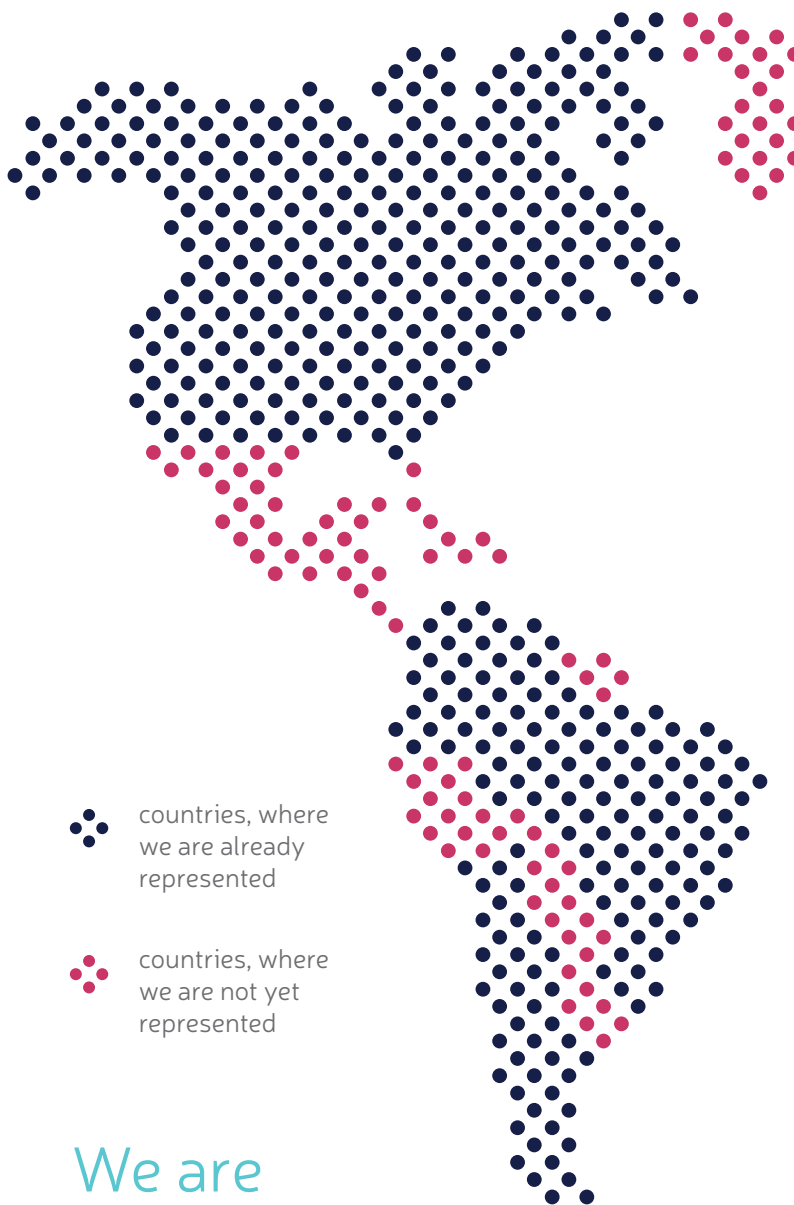 countries, where
we are already
represented
countries, where
we are not yet
represented
We are